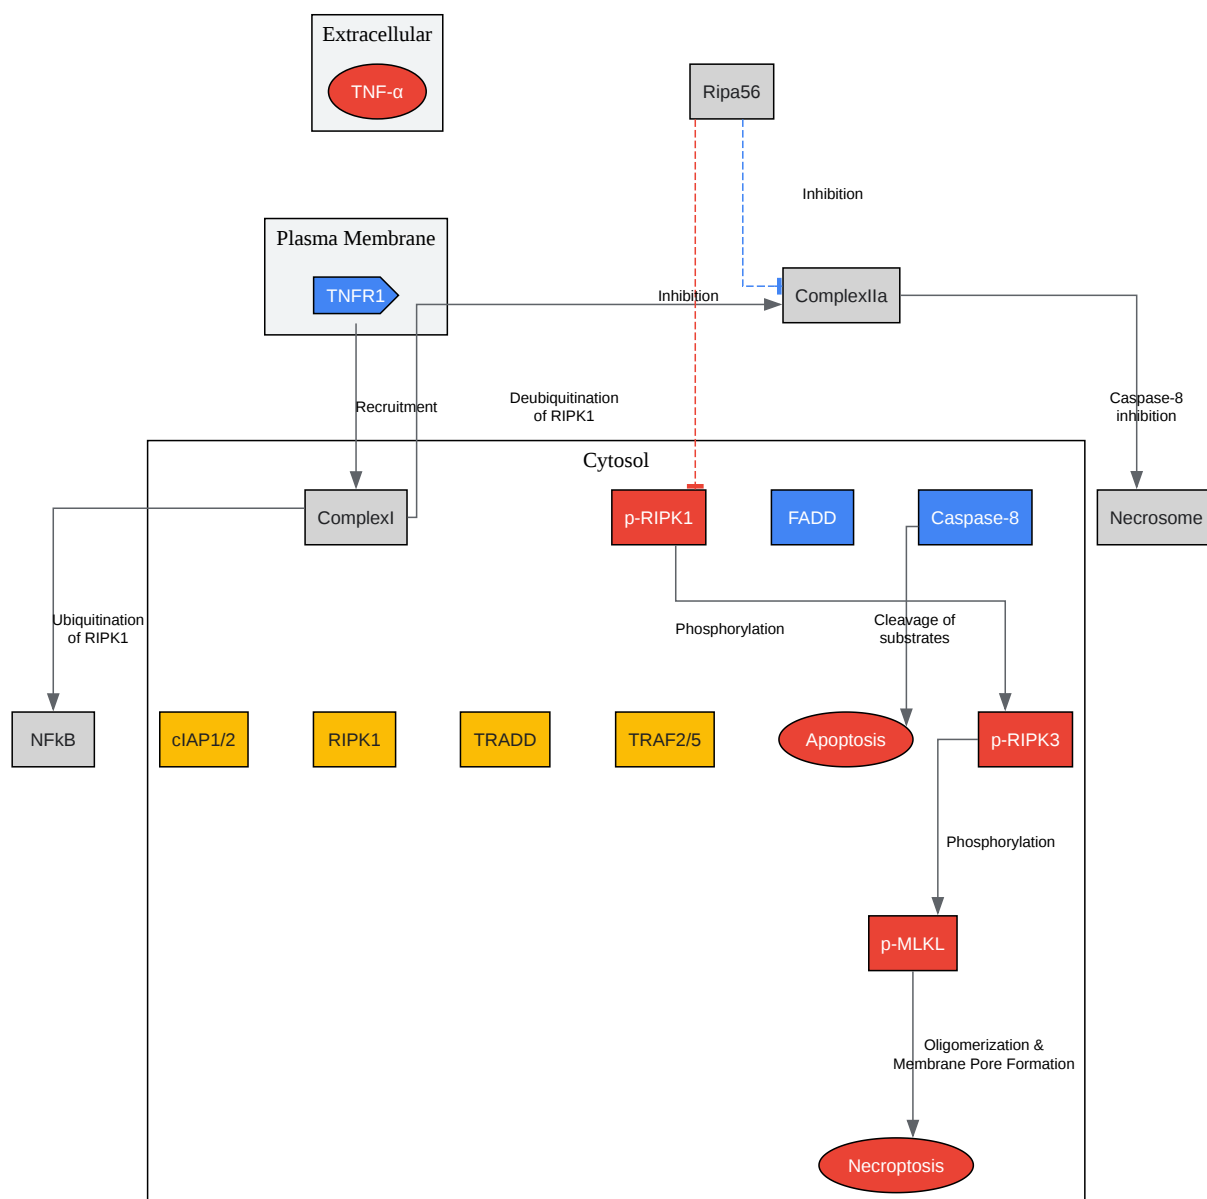 Extracellular
TNF-α
Ripa56
Inhibition
Plasma Membrane
TNFR1
Inhibition
ComplexIIa
Recruitment
Deubiquitination
of RIPK1
Caspase-8
inhibition
Cytosol
ComplexI
p-RIPK1
FADD
Caspase-8
Necrosome
Ubiquitination
of RIPK1
Phosphorylation
Cleavage of
substrates
NFkB
cIAP1/2
RIPK1
TRADD
TRAF2/5
Apoptosis
p-RIPK3
Phosphorylation
p-MLKL
Oligomerization &
Membrane Pore Formation
Necroptosis